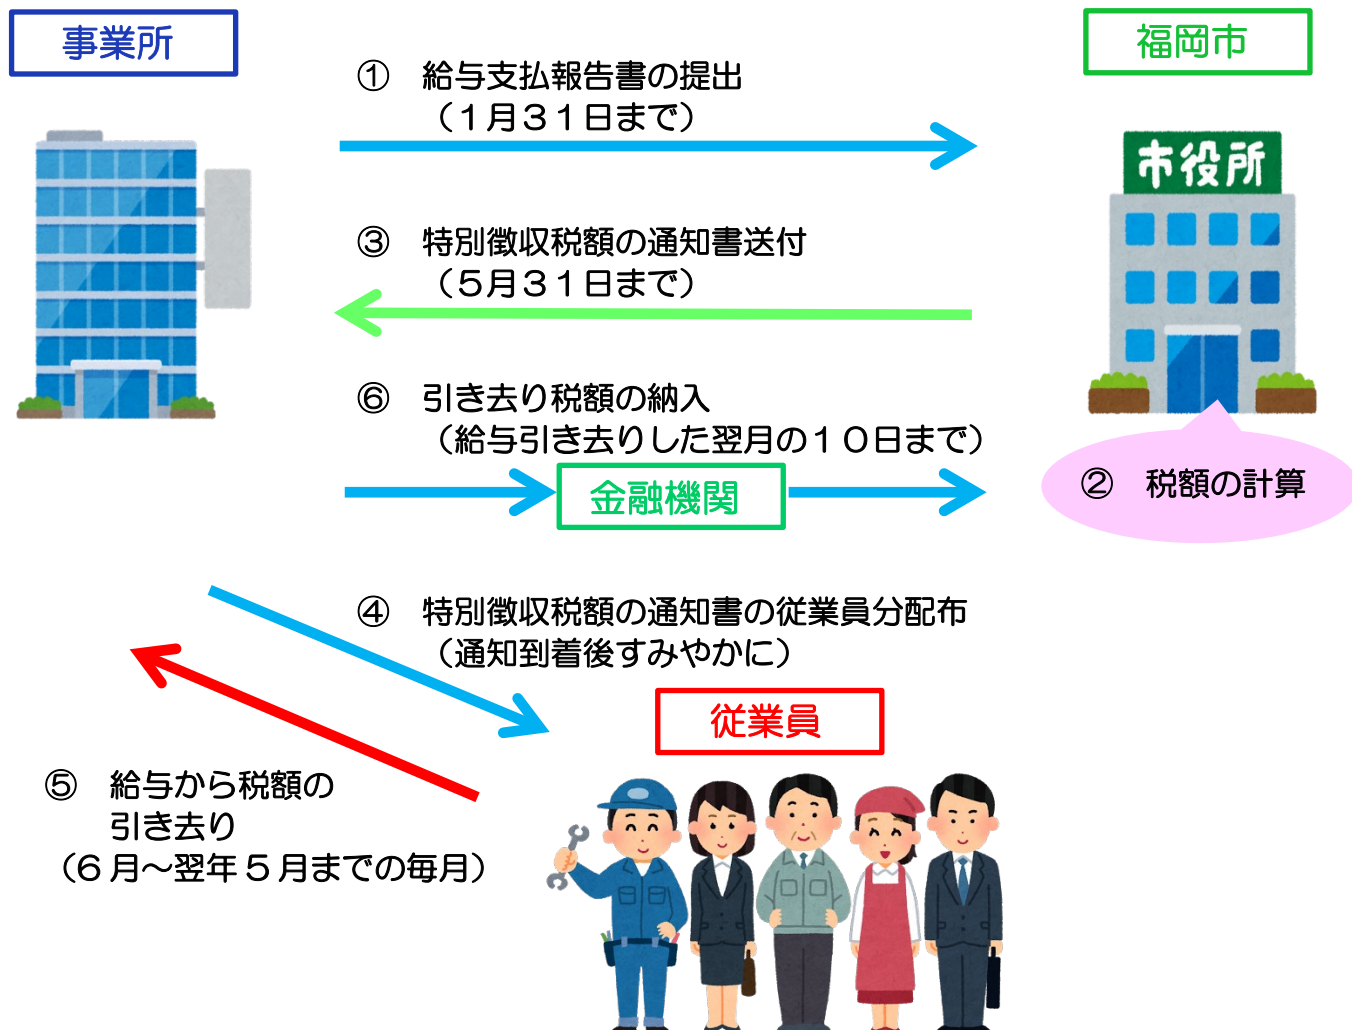 事業所
福岡市
①　給与支払報告書の提出
（１月３１日まで）
市役所
③　特別徴収税額の通知書送付
（５月３１日まで）
⑥　引き去り税額の納入
（給与引き去りした翌月の１０日まで）
金融機関
②　税額の計算
④　特別徴収税額の通知書の従業員分配布
（通知到着後すみやかに）
従業員
⑤　給与から税額の
引き去り
（６月～翌年５月までの毎月）